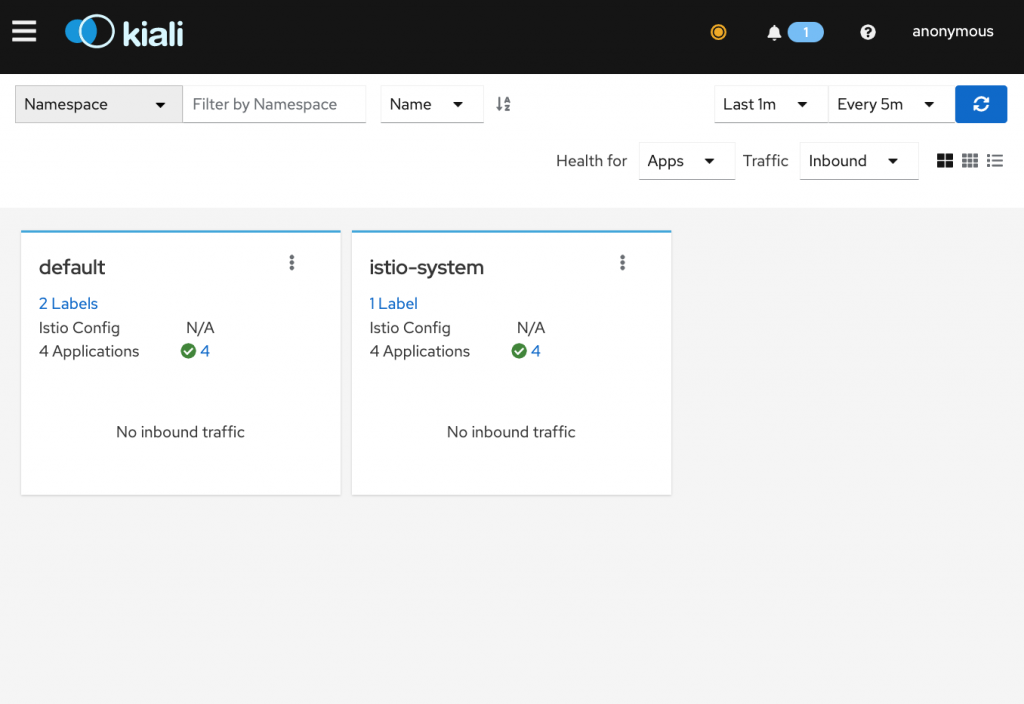 kiali 1 anonymous
Namespace Filter by Namespace Name Last 1m Every 5m
Health for Apps Traffic Inbound
default
2 Labels
Istio Config N/A
4 Applications 4
No inbound traffic
istio-system
1 Label
Istio Config N/A
4 Applications 4
No inbound traffic